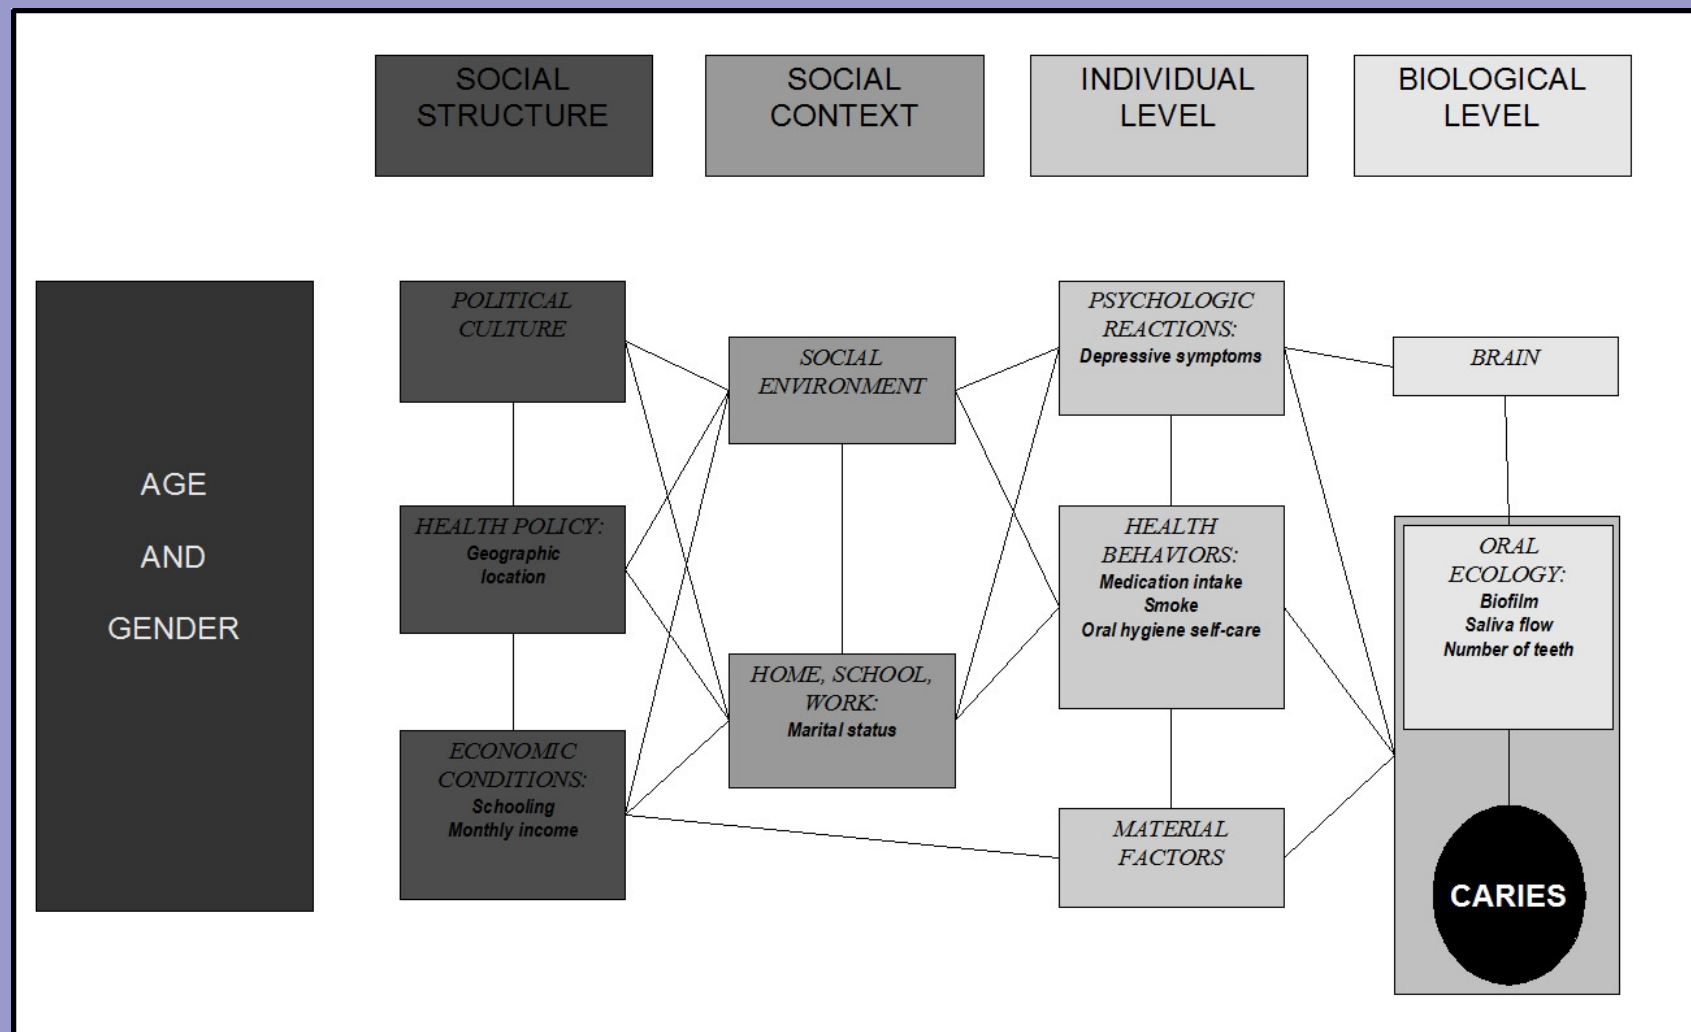 SOCIAL
STRUCTURE
SOCIAL
CONTEXT
INDIVIDUAL
LEVEL
BIOLOGICAL
LEVEL
AGE
AND
GENDER
POLITICAL
CULTURE
HEALTH POLICY:
Geographic
location
ECONOMIC
CONDITIONS:
Schooling
Monthly income
SOCIAL
ENVIRONMENT
HOME, SCHOOL,
WORK:
Marital status
PSYCHOLOGIC
REACTIONS:
Depressive symptoms
HEALTH
BEHAVIORS:
Medication intake
Smoke
Oral hygiene self-care
MATERIAL
FACTORS
BRAIN
ORAL
ECOLOGY:
Biofilm
Saliva flow
Number of teeth
CARIES